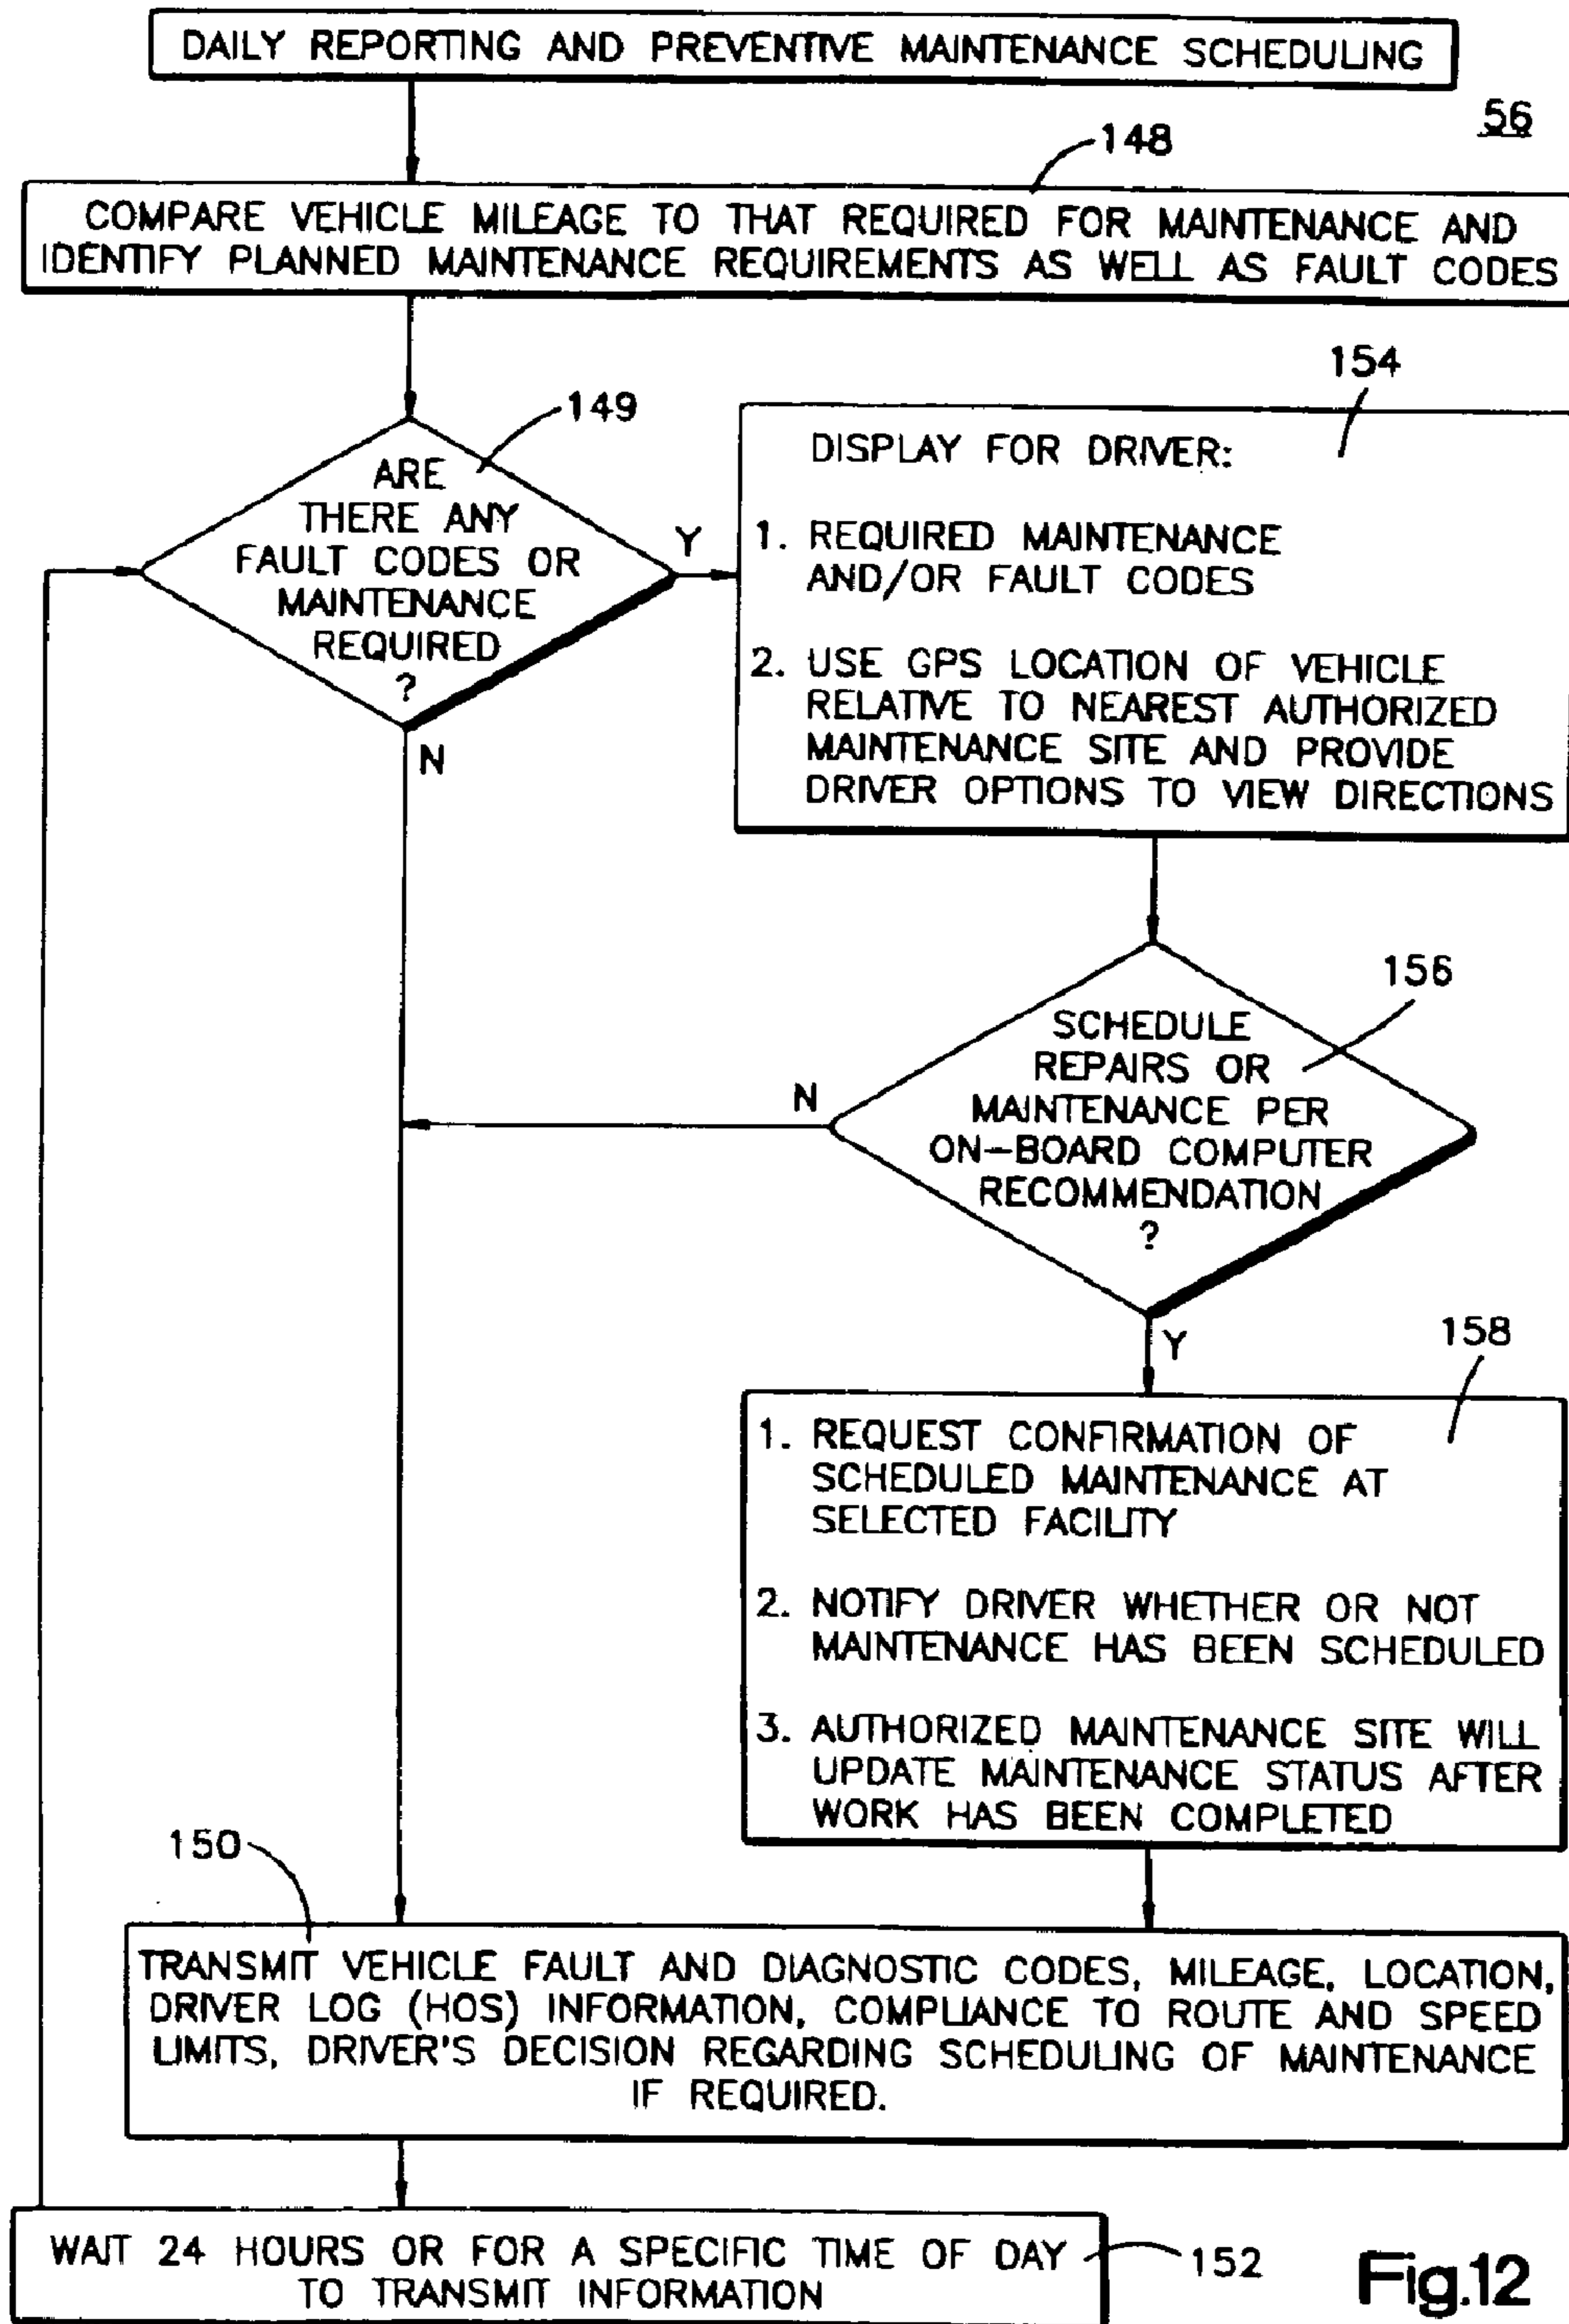 DAILY REPORTING AND PREVENTIVE MAINTENANCE SCHEDULING
56
148
COMPARE VEHICLE MILEAGE TO THAT REQUIRED FOR MAINTENANCE AND
IDENTIFY PLANNED MAINTENANCE REQUIREMENTS AS WELL AS FAULT CODES
149
ARE
THERE ANY
FAULT CODES OR
MAINTENANCE
REQUIRED
?
Y
N
154
DISPLAY FOR DRIVER:
1. REQUIRED MAINTENANCE
AND/OR FAULT CODES
2. USE GPS LOCATION OF VEHICLE
RELATIVE TO NEAREST AUTHORIZED
MAINTENANCE SITE AND PROVIDE
DRIVER OPTIONS TO VIEW DIRECTIONS
156
SCHEDULE
REPAIRS OR
MAINTENANCE PER
ON-BOARD COMPUTER
RECOMMENDATION
?
N
Y
158
1. REQUEST CONFIRMATION OF
SCHEDULED MAINTENANCE AT
SELECTED FACILITY
2. NOTIFY DRIVER WHETHER OR NOT
MAINTENANCE HAS BEEN SCHEDULED
3. AUTHORIZED MAINTENANCE SITE WILL
UPDATE MAINTENANCE STATUS AFTER
WORK HAS BEEN COMPLETED
150
TRANSMIT VEHICLE FAULT AND DIAGNOSTIC CODES, MILEAGE, LOCATION,
DRIVER LOG (HOS) INFORMATION, COMPLIANCE TO ROUTE AND SPEED
LIMITS, DRIVER'S DECISION REGARDING SCHEDULING OF MAINTENANCE
IF REQUIRED.
WAIT 24 HOURS OR FOR A SPECIFIC TIME OF DAY
TO TRANSMIT INFORMATION
152
Fig.12